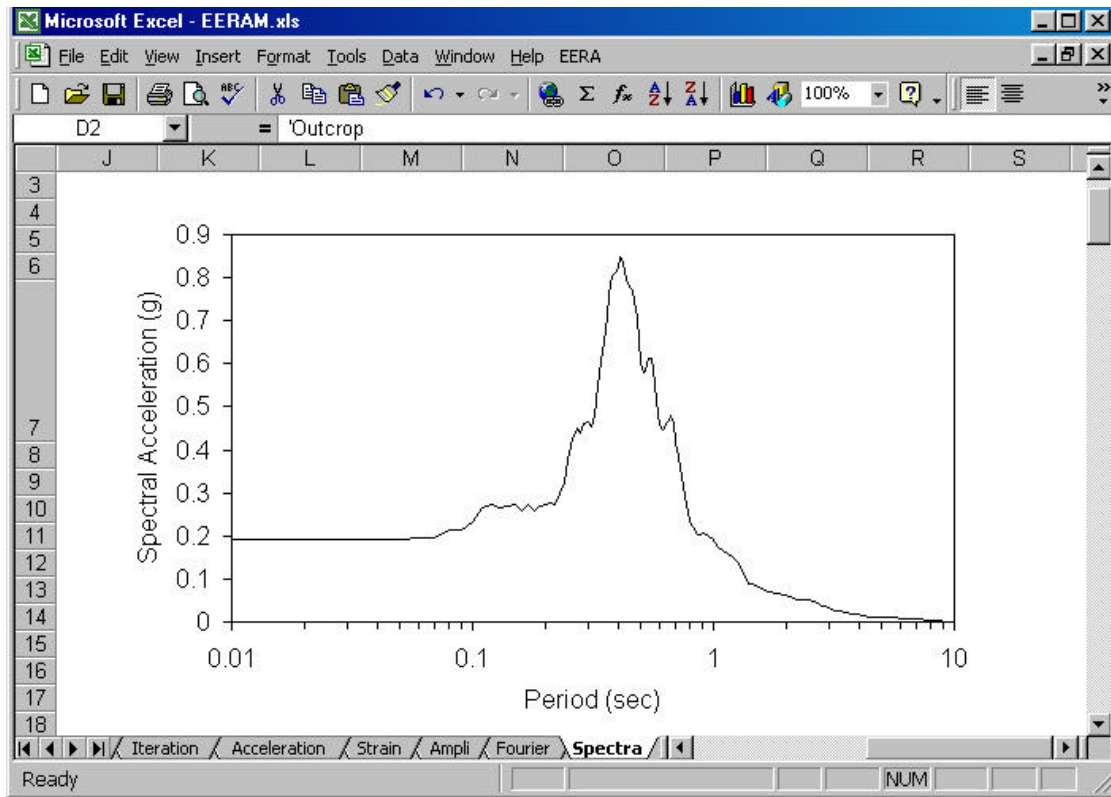 Microsoft Excel - EERAM.xls
File Edit View Insert Format Tools Data Window Help EERA
ABC Σ fx A Z Z A 100% ?
D2 = 'Outcrop
J K L M N O P Q R S
3
4
5
6
7
8
9
10
11
12
13
14
15
16
17
18
Spectral Acceleration (g)
0.9
0.8
0.7
0.6
0.5
0.4
0.3
0.2
0.1
0
0.01 0.1 1 10
Period (sec)
Iteration Acceleration Strain Ampli Fourier Spectra
Ready NUM